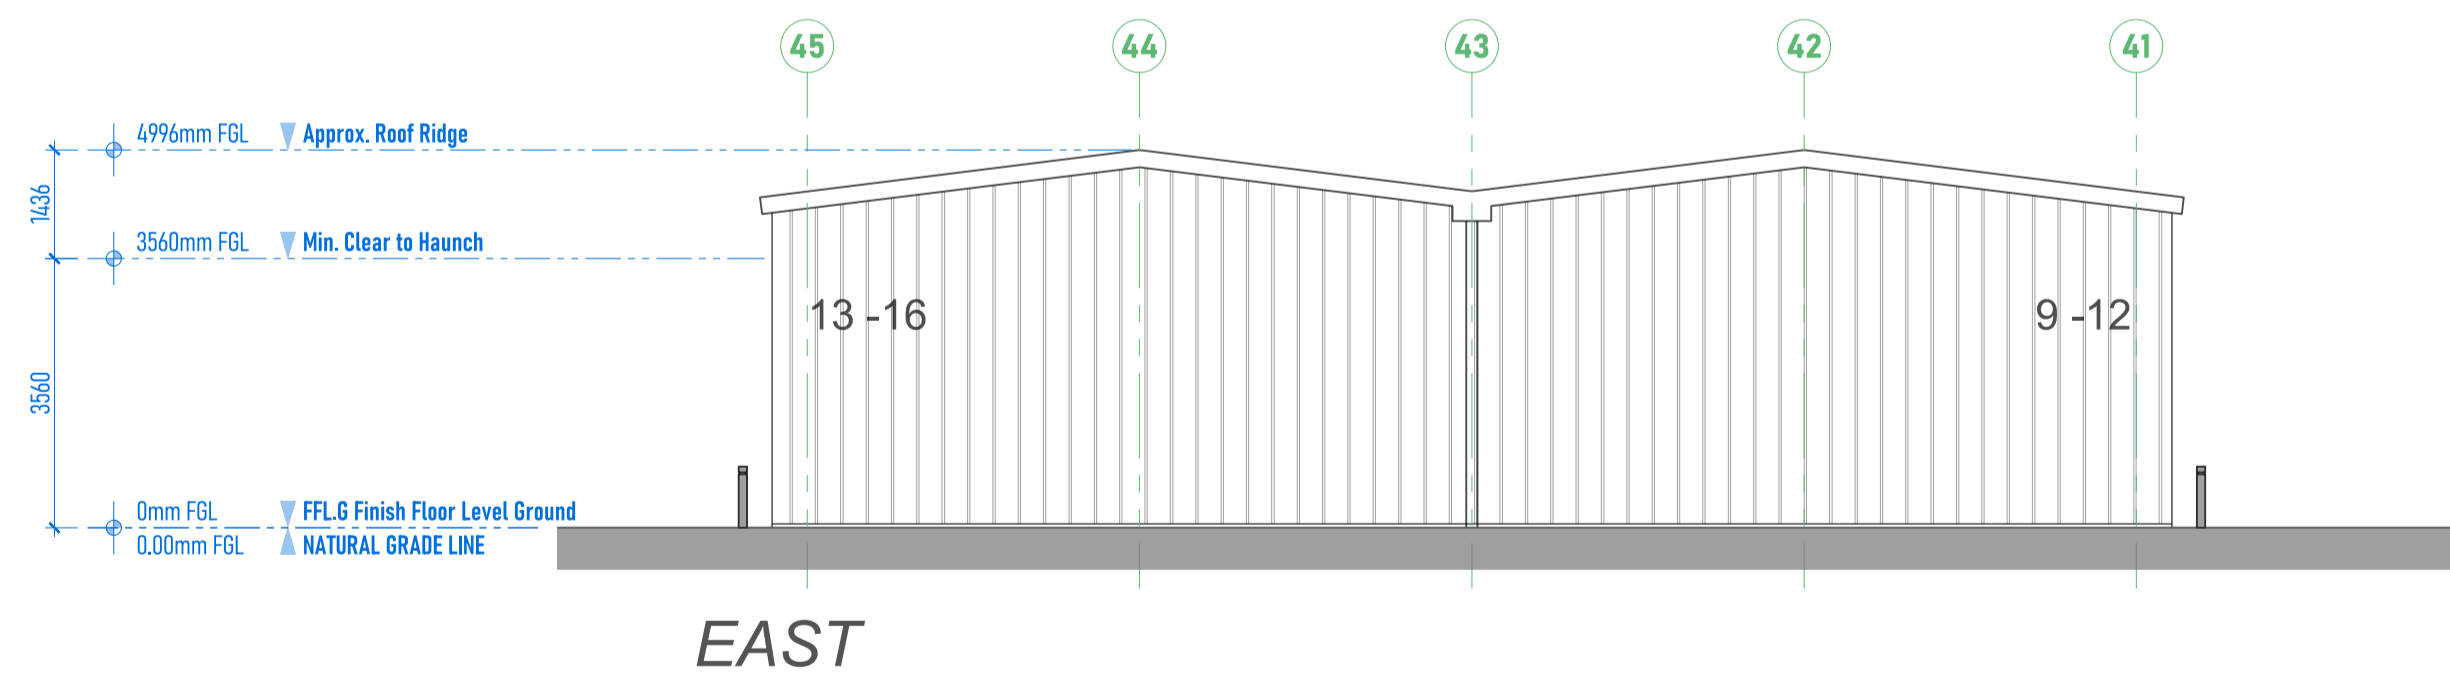 45 44 43 42 41
4996mm FGL Approx. Roof Ridge
1436
3560mm FGL Min. Clear to Haunch
13 -16 9 -12
3560
0mm FGL FFL.G Finish Floor Level Ground
0.00mm FGL NATURAL GRADE LINE
EAST